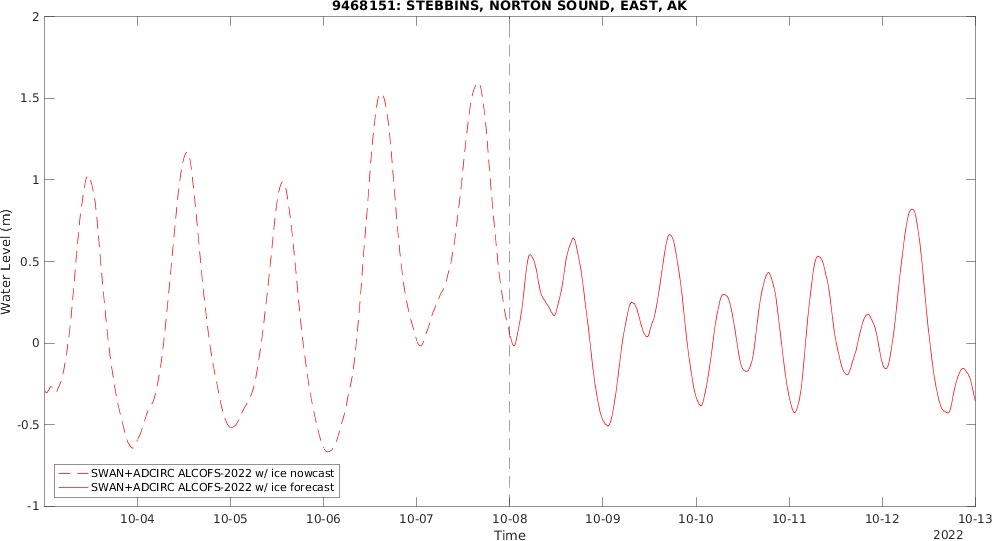 9468151: STEBBINS, NORTON SOUND, EAST, AK
2
1.5
1
0.5
0
-0.5
-1
Water Level (m)
SWAN+ADCIRC ALCOFS-2022 w/ ice nowcast
SWAN+ADCIRC ALCOFS-2022 w/ ice forecast
10-04 10-05 10-06 10-07 10-08 10-09 10-10 10-11 10-12 10-13
Time
2022